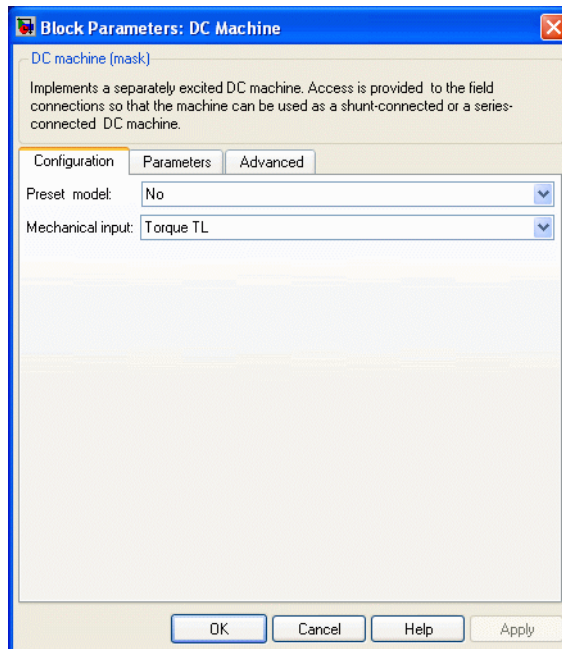 Block Parameters: DC Machine
DC machine (mask)
Implements a separately excited DC machine. Access is provided to the field
connections so that the machine can be used as a shunt-connected or a series-
connected DC machine.
Configuration Parameters Advanced
Preset model: No
Mechanical input: Torque TL
OK Cancel Help Apply